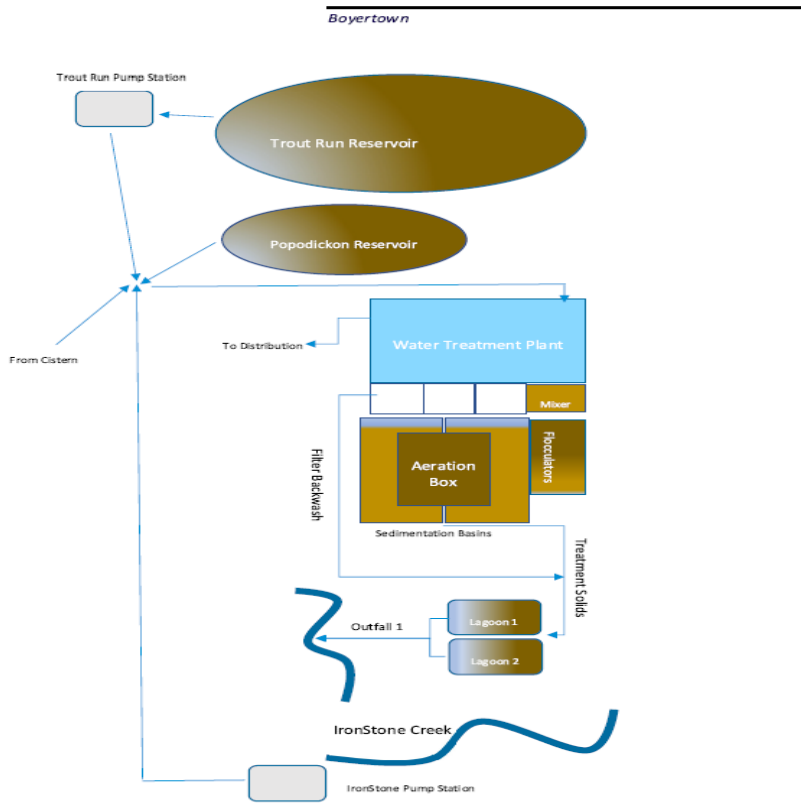 Boyertown
Trout Run Pump Station
Trout Run Reservoir
Popodickon Reservoir
From Cistern
To Distribution
Water Treatment Plant
Mixer
Flocculators
Aeration
Box
Filter Backwash
Sedimentation Basins
Treatment Solids
Outfall 1
Lagoon 1
Lagoon 2
IronStone Creek
IronStone Pump Station